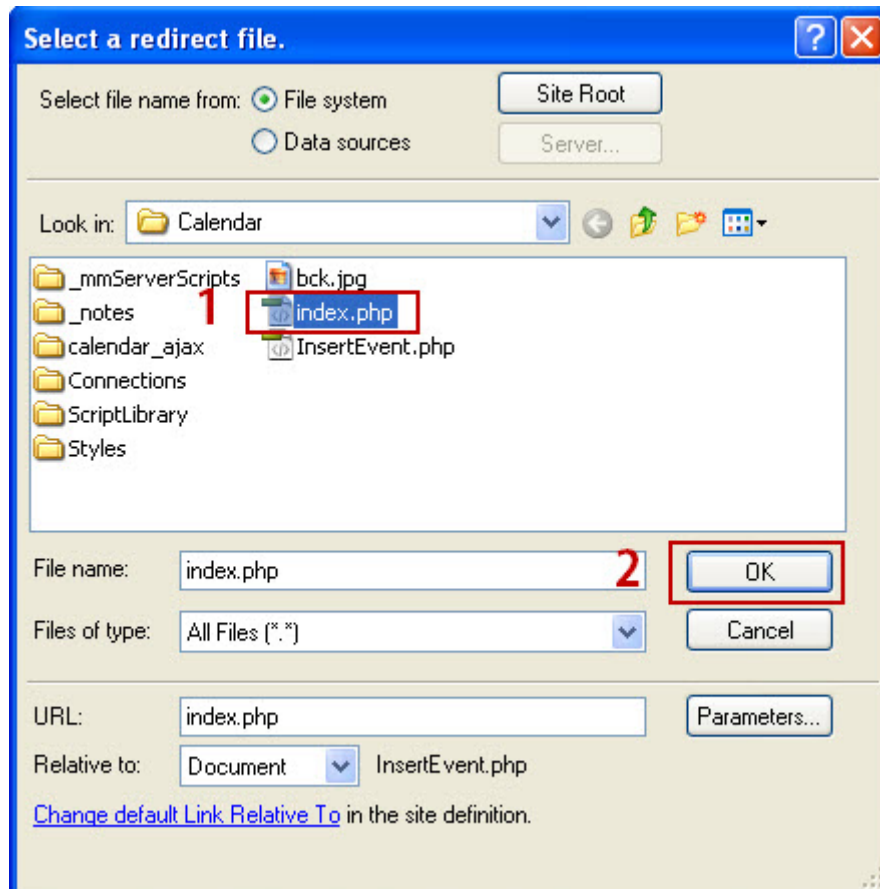 Select a redirect file.
Select file name from: File system Site Root
Data sources Server...
Look in: Calendar
_mmServerScripts bck.jpg
_notes 1 index.php
calendar_ajax InsertEvent.php
Connections
ScriptLibrary
Styles
File name: index.php 2 OK
Files of type: All Files (*.*) Cancel
URL: index.php Parameters...
Relative to: Document InsertEvent.php
Change default Link Relative To in the site definition.